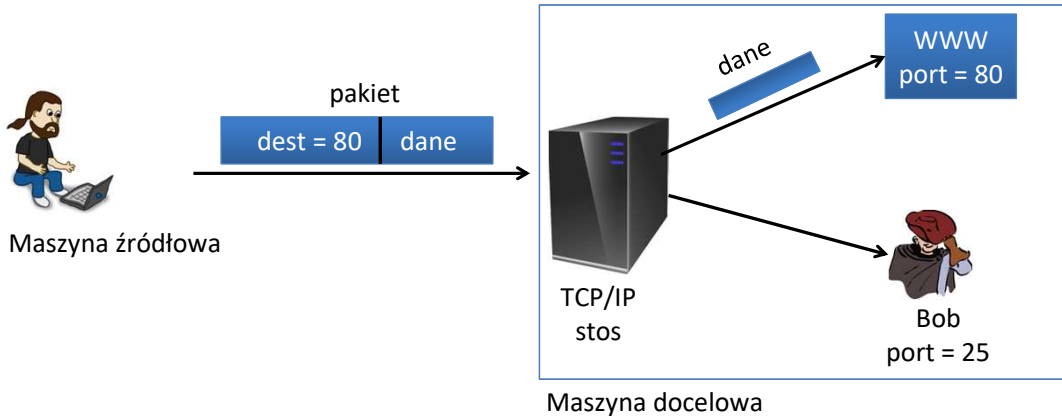 pakiet
dest = 80 dane
Maszyna źródłowa
dane
WWW
port = 80
TCP/IP
stos
Bob
port = 25
Maszyna docelowa